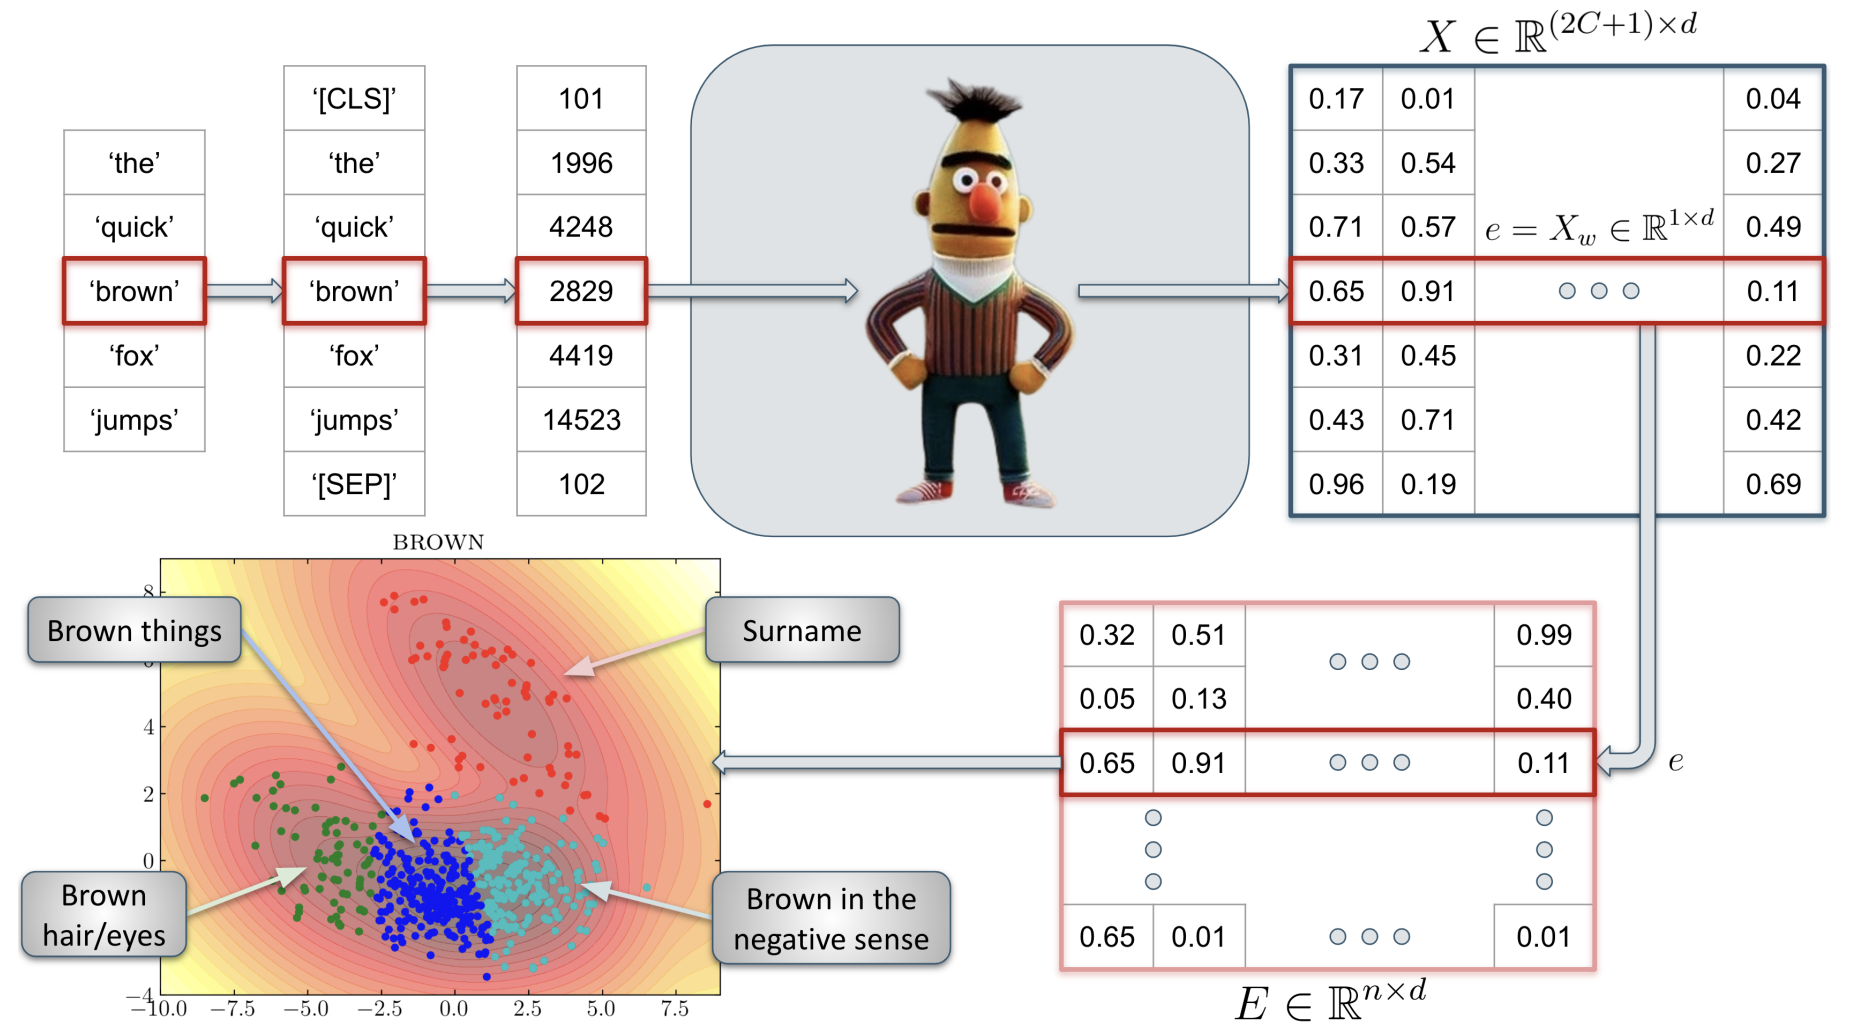 X ∈ ℝ^{(2C+1)×d}
‘[CLS]’ 101 0.17 0.01 0.04
‘the’ ‘the’ 1996 0.33 0.54 0.27
‘quick’ ‘quick’ 4248 0.71 0.57 e = X_w ∈ ℝ^{1×d} 0.49
‘brown’ ‘brown’ 2829 0.65 0.91 0.11
‘fox’ ‘fox’ 4419 0.31 0.45 0.22
‘jumps’ ‘jumps’ 14523 0.43 0.71 0.42
‘[SEP]’ 102 0.96 0.19 0.69
BROWN
8
6
4
2
0
−4
−10.0 −7.5 −5.0 −2.5 0.0 2.5 5.0 7.5
Brown things
Surname
Brown
hair/eyes
Brown in the
negative sense
0.32 0.51 0.99
0.05 0.13 0.40
0.65 0.91 0.11
e
0.65 0.01 0.01
E ∈ ℝ^{n×d}